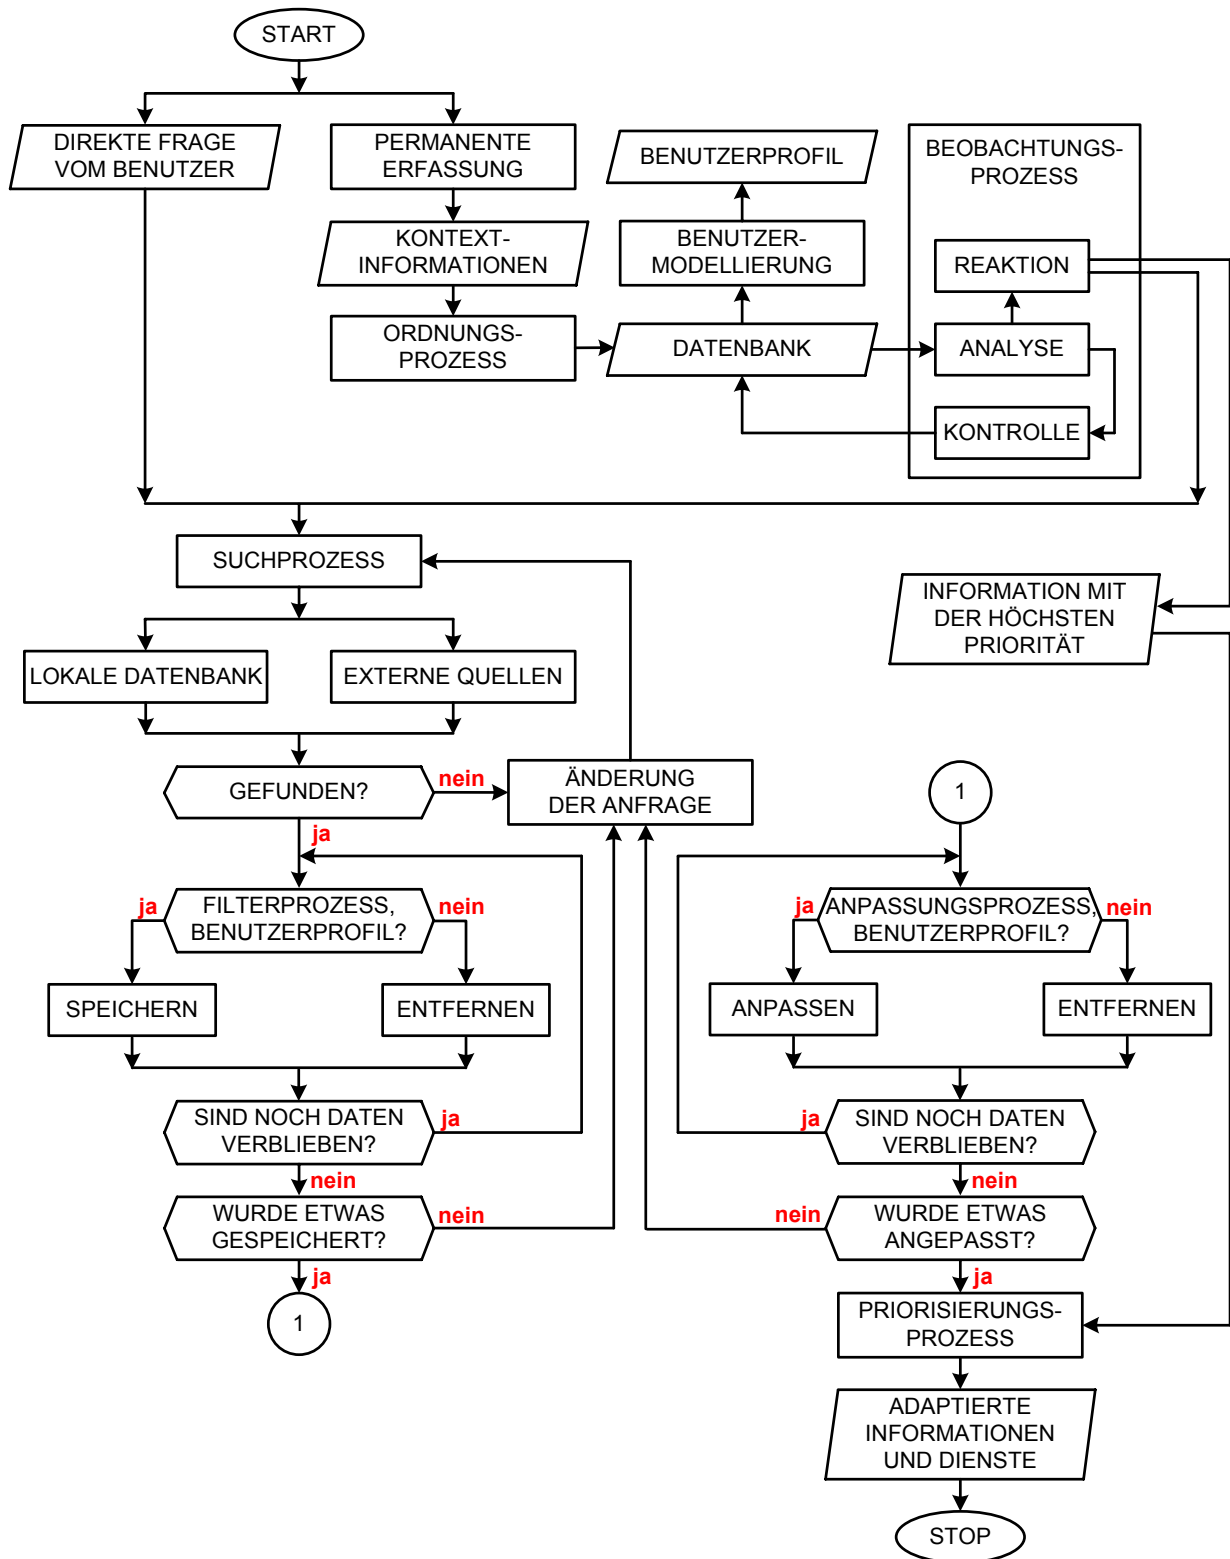 START
DIREKTE FRAGE
VOM BENUTZER
PERMANENTE
ERFASSUNG
BENUTZERPROFIL
BEOBACHTUNGS-
PROZESS
KONTEXT-
INFORMATIONEN
BENUTZER-
MODELLIERUNG
REAKTION
ORDNUNGS-
PROZESS
DATENBANK
ANALYSE
KONTROLLE
SUCHPROZESS
INFORMATION MIT
DER HÖCHSTEN
PRIORITÄT
LOKALE DATENBANK
EXTERNE QUELLEN
GEFUNDEN?
nein
ÄNDERUNG
DER ANFRAGE
ja
1
ja
FILTERPROZESS,
BENUTZERPROFIL?
nein
SPEICHERN
ENTFERNEN
SIND NOCH DATEN
VERBLIEBEN?
ja
nein
WURDE ETWAS
GESPEICHERT?
nein
ja
1
ja
ANPASSUNGSPROZESS,
BENUTZERPROFIL?
nein
ANPASSEN
ENTFERNEN
ja
SIND NOCH DATEN
VERBLIEBEN?
nein
nein
WURDE ETWAS
ANGEPASST?
ja
PRIORISIERUNGS-
PROZESS
ADAPTIERTE
INFORMATIONEN
UND DIENSTE
STOP